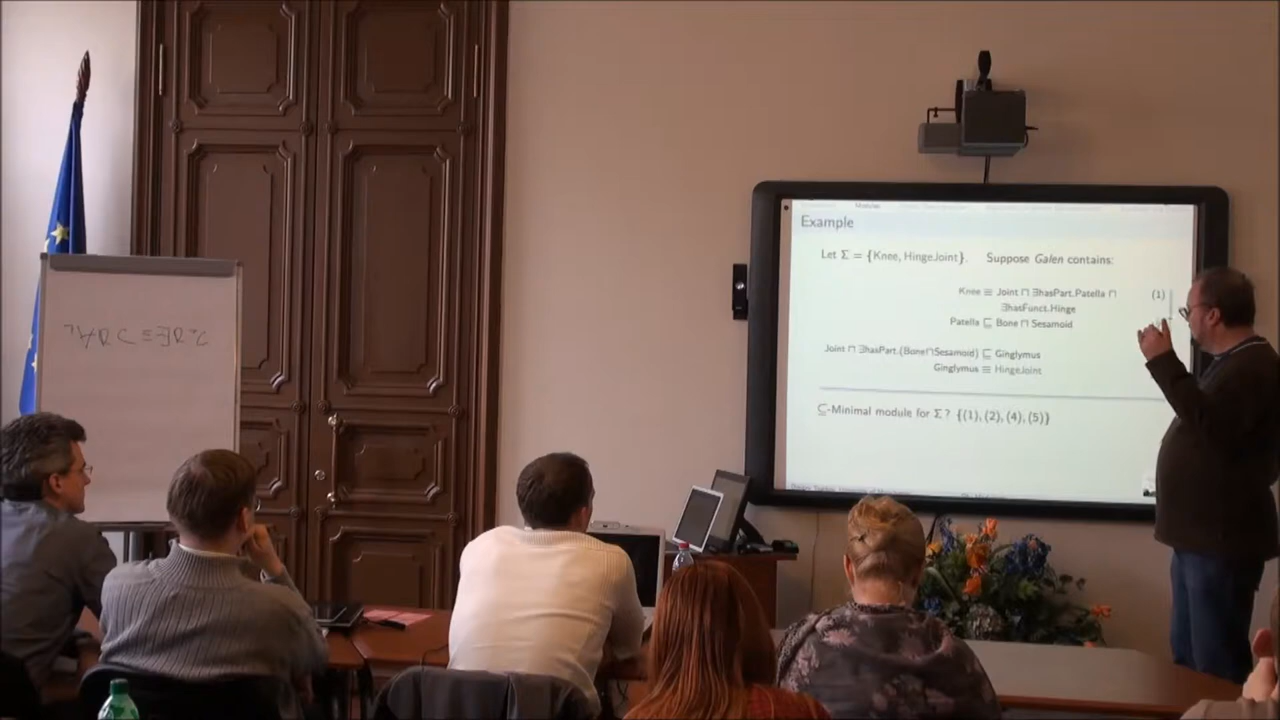 Modules
Example
Let Σ = {Knee, HingeJoint}. Suppose Galen contains:
Knee ≡ Joint ⊓ ∃hasPart.Patella ⊓ (1)
∃hasFunct.Hinge
Patella ⊑ Bone ⊓ Sesamoid
Joint ⊓ ∃hasPart.(Bone⊓Sesamoid) ⊑ Ginglymus
Ginglymus ≡ HingeJoint
⊆-Minimal module for Σ? {(1), (2), (4), (5)}
¬∀R C ≡ ∃R ¬C